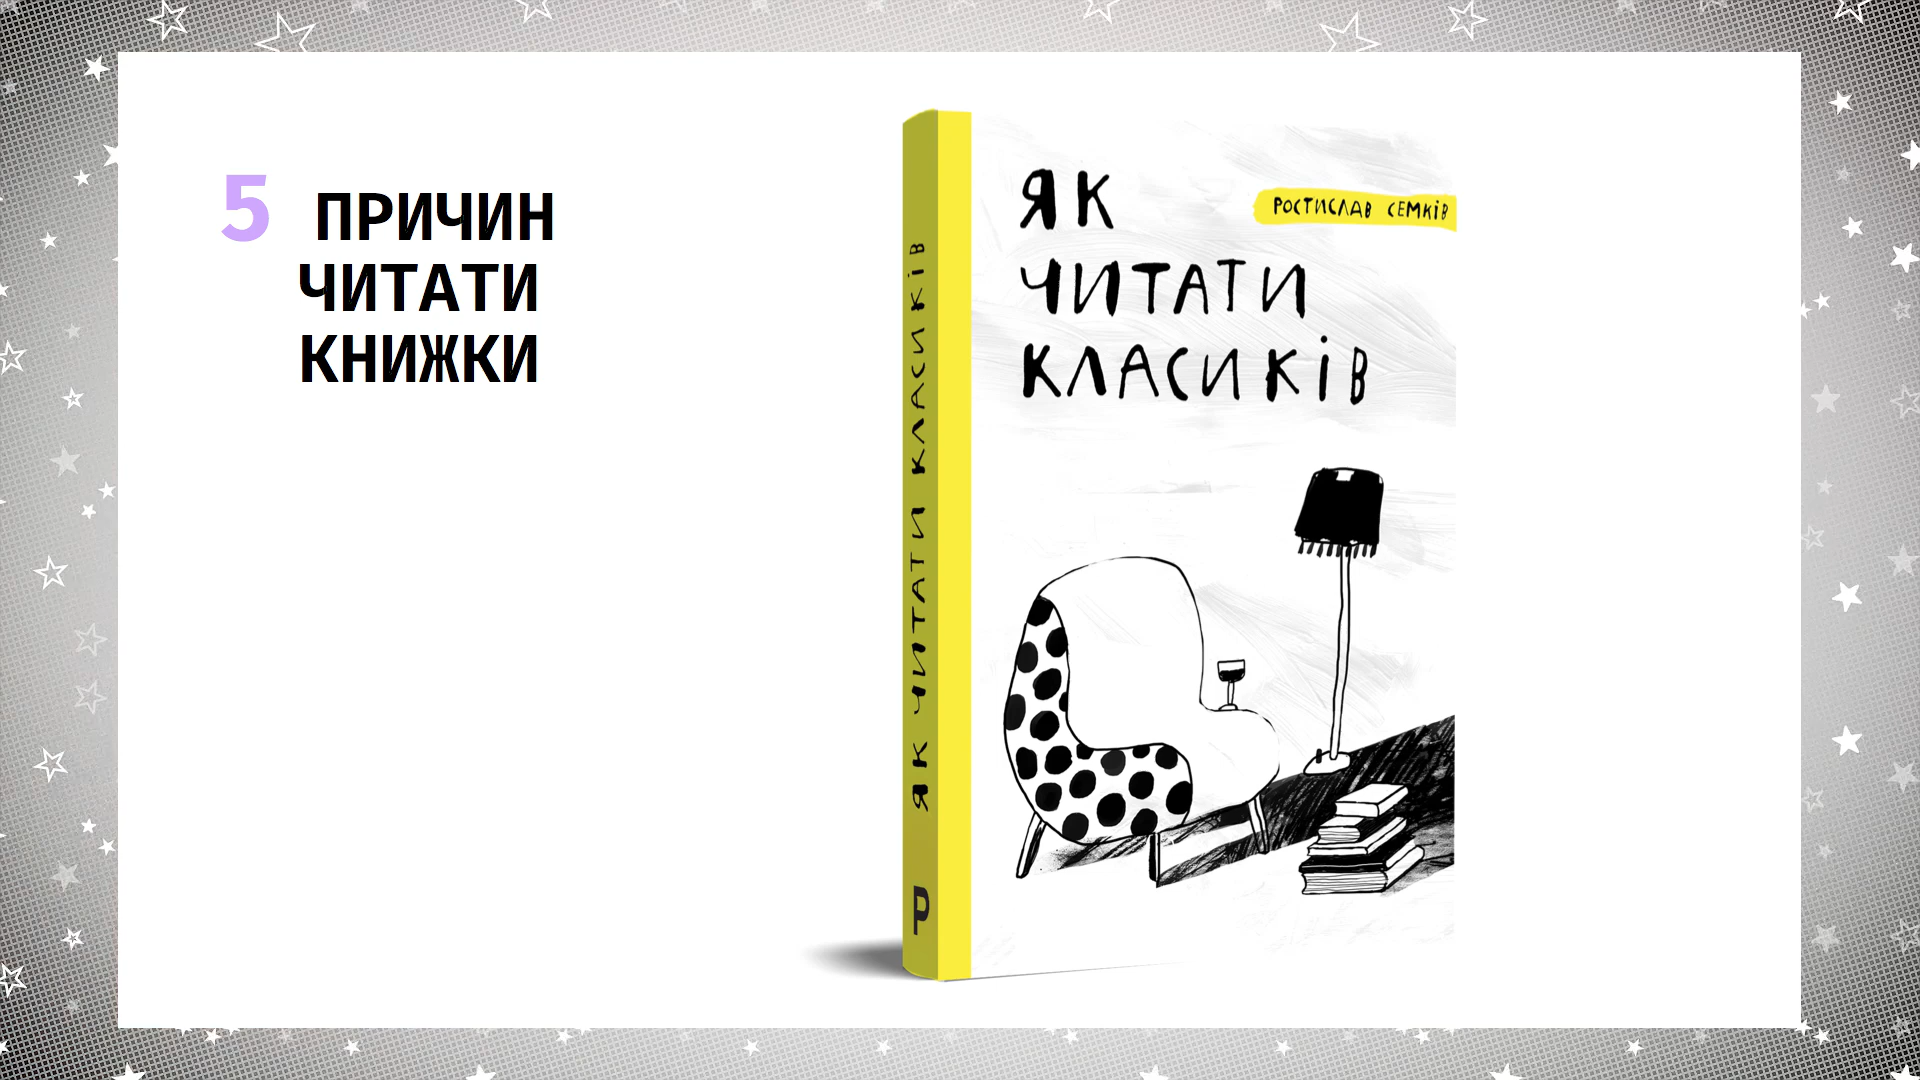 5 ПРИЧИН
ЧИТАТИ
КНИЖКИ
ЯК ЧИТАТИ КЛАСИКІВ
Р
ЯК
РОСТИСЛАВ СЕМКІВ
ЧИТАТИ
КЛАСИКІВ